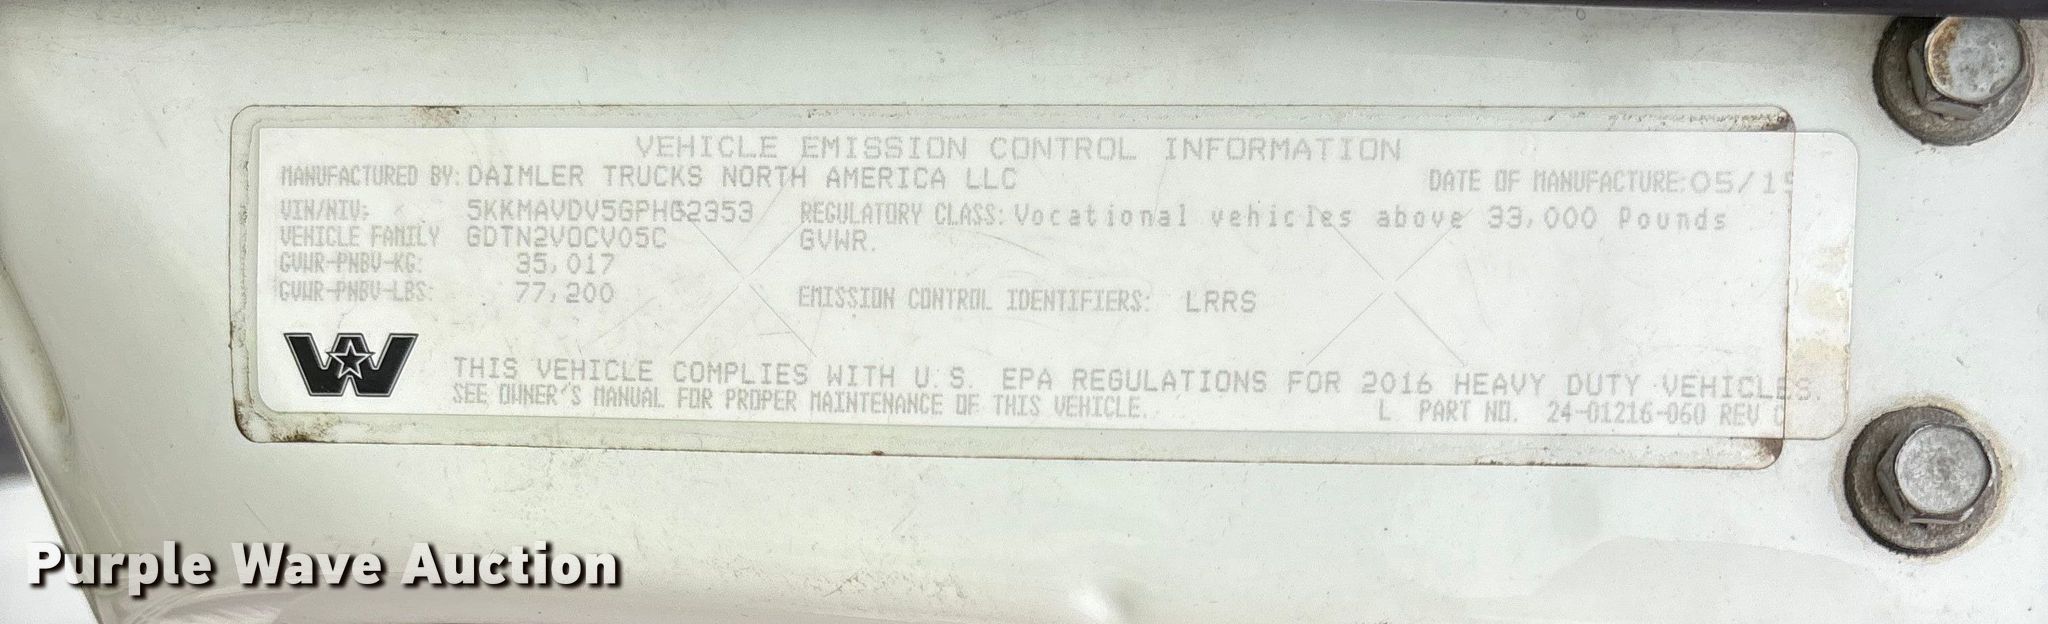 VEHICLE EMISSION CONTROL INFORMATION
MANUFACTURED BY: DAIMLER TRUCKS NORTH AMERICA LLC
DATE OF MANUFACTURE: 05/15
VIN/NIV: 5KKMAVDV5GPHG2353
REGULATORY CLASS: Vocational vehicles above 33,000 Pounds
GVWR.
VEHICLE FAMILY GDTN2VOCV05C
GVWR-PNBV-KG: 35,017
GVWR-PNBV-LBS: 77,200
EMISSION CONTROL IDENTIFIERS: LRRS
W
THIS VEHICLE COMPLIES WITH U.S. EPA REGULATIONS FOR 2016 HEAVY DUTY VEHICLES.
SEE OWNER'S MANUAL FOR PROPER MAINTENANCE OF THIS VEHICLE.
L PART NO. 24-01216-060 REV C
Purple Wave Auction